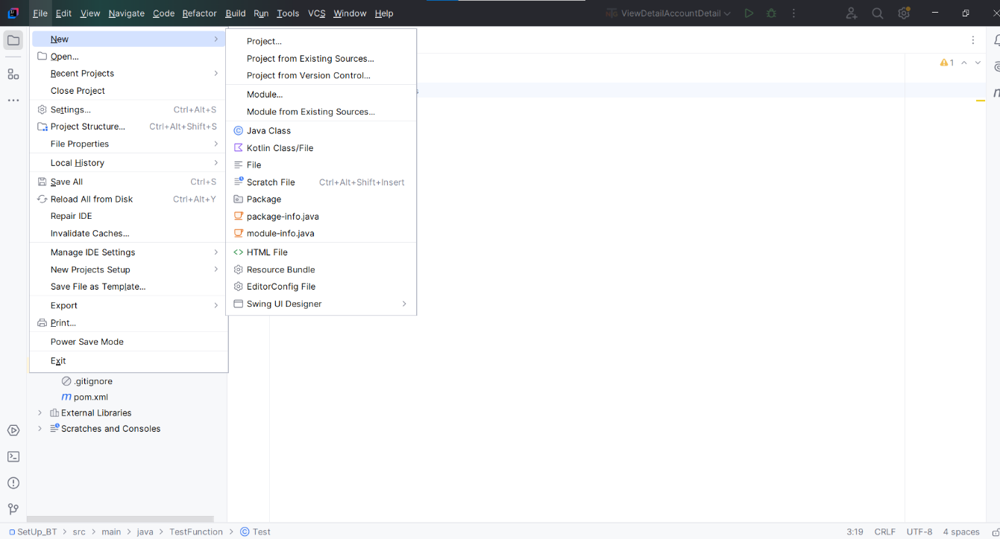 File Edit View Navigate Code Refactor Build Run Tools VCS Window Help ViewDetailAccountDetail
New
Open...
Recent Projects
Close Project
Settings... Ctrl+Alt+S
Project Structure... Ctrl+Alt+Shift+S
File Properties
Local History
Save All Ctrl+S
Reload All from Disk Ctrl+Alt+Y
Repair IDE
Invalidate Caches...
Manage IDE Settings
New Projects Setup
Save File as Template...
Export
Print...
Power Save Mode
Exit
Project...
Project from Existing Sources...
Project from Version Control...
Module...
Module from Existing Sources...
Java Class
Kotlin Class/File
File
Scratch File Ctrl+Alt+Shift+Insert
Package
package-info.java
module-info.java
HTML File
Resource Bundle
EditorConfig File
Swing UI Designer
1
.gitignore
pom.xml
External Libraries
Scratches and Consoles
SetUp_BT > src > main > java > TestFunction > Test 3:19 CRLF UTF-8 4 spaces